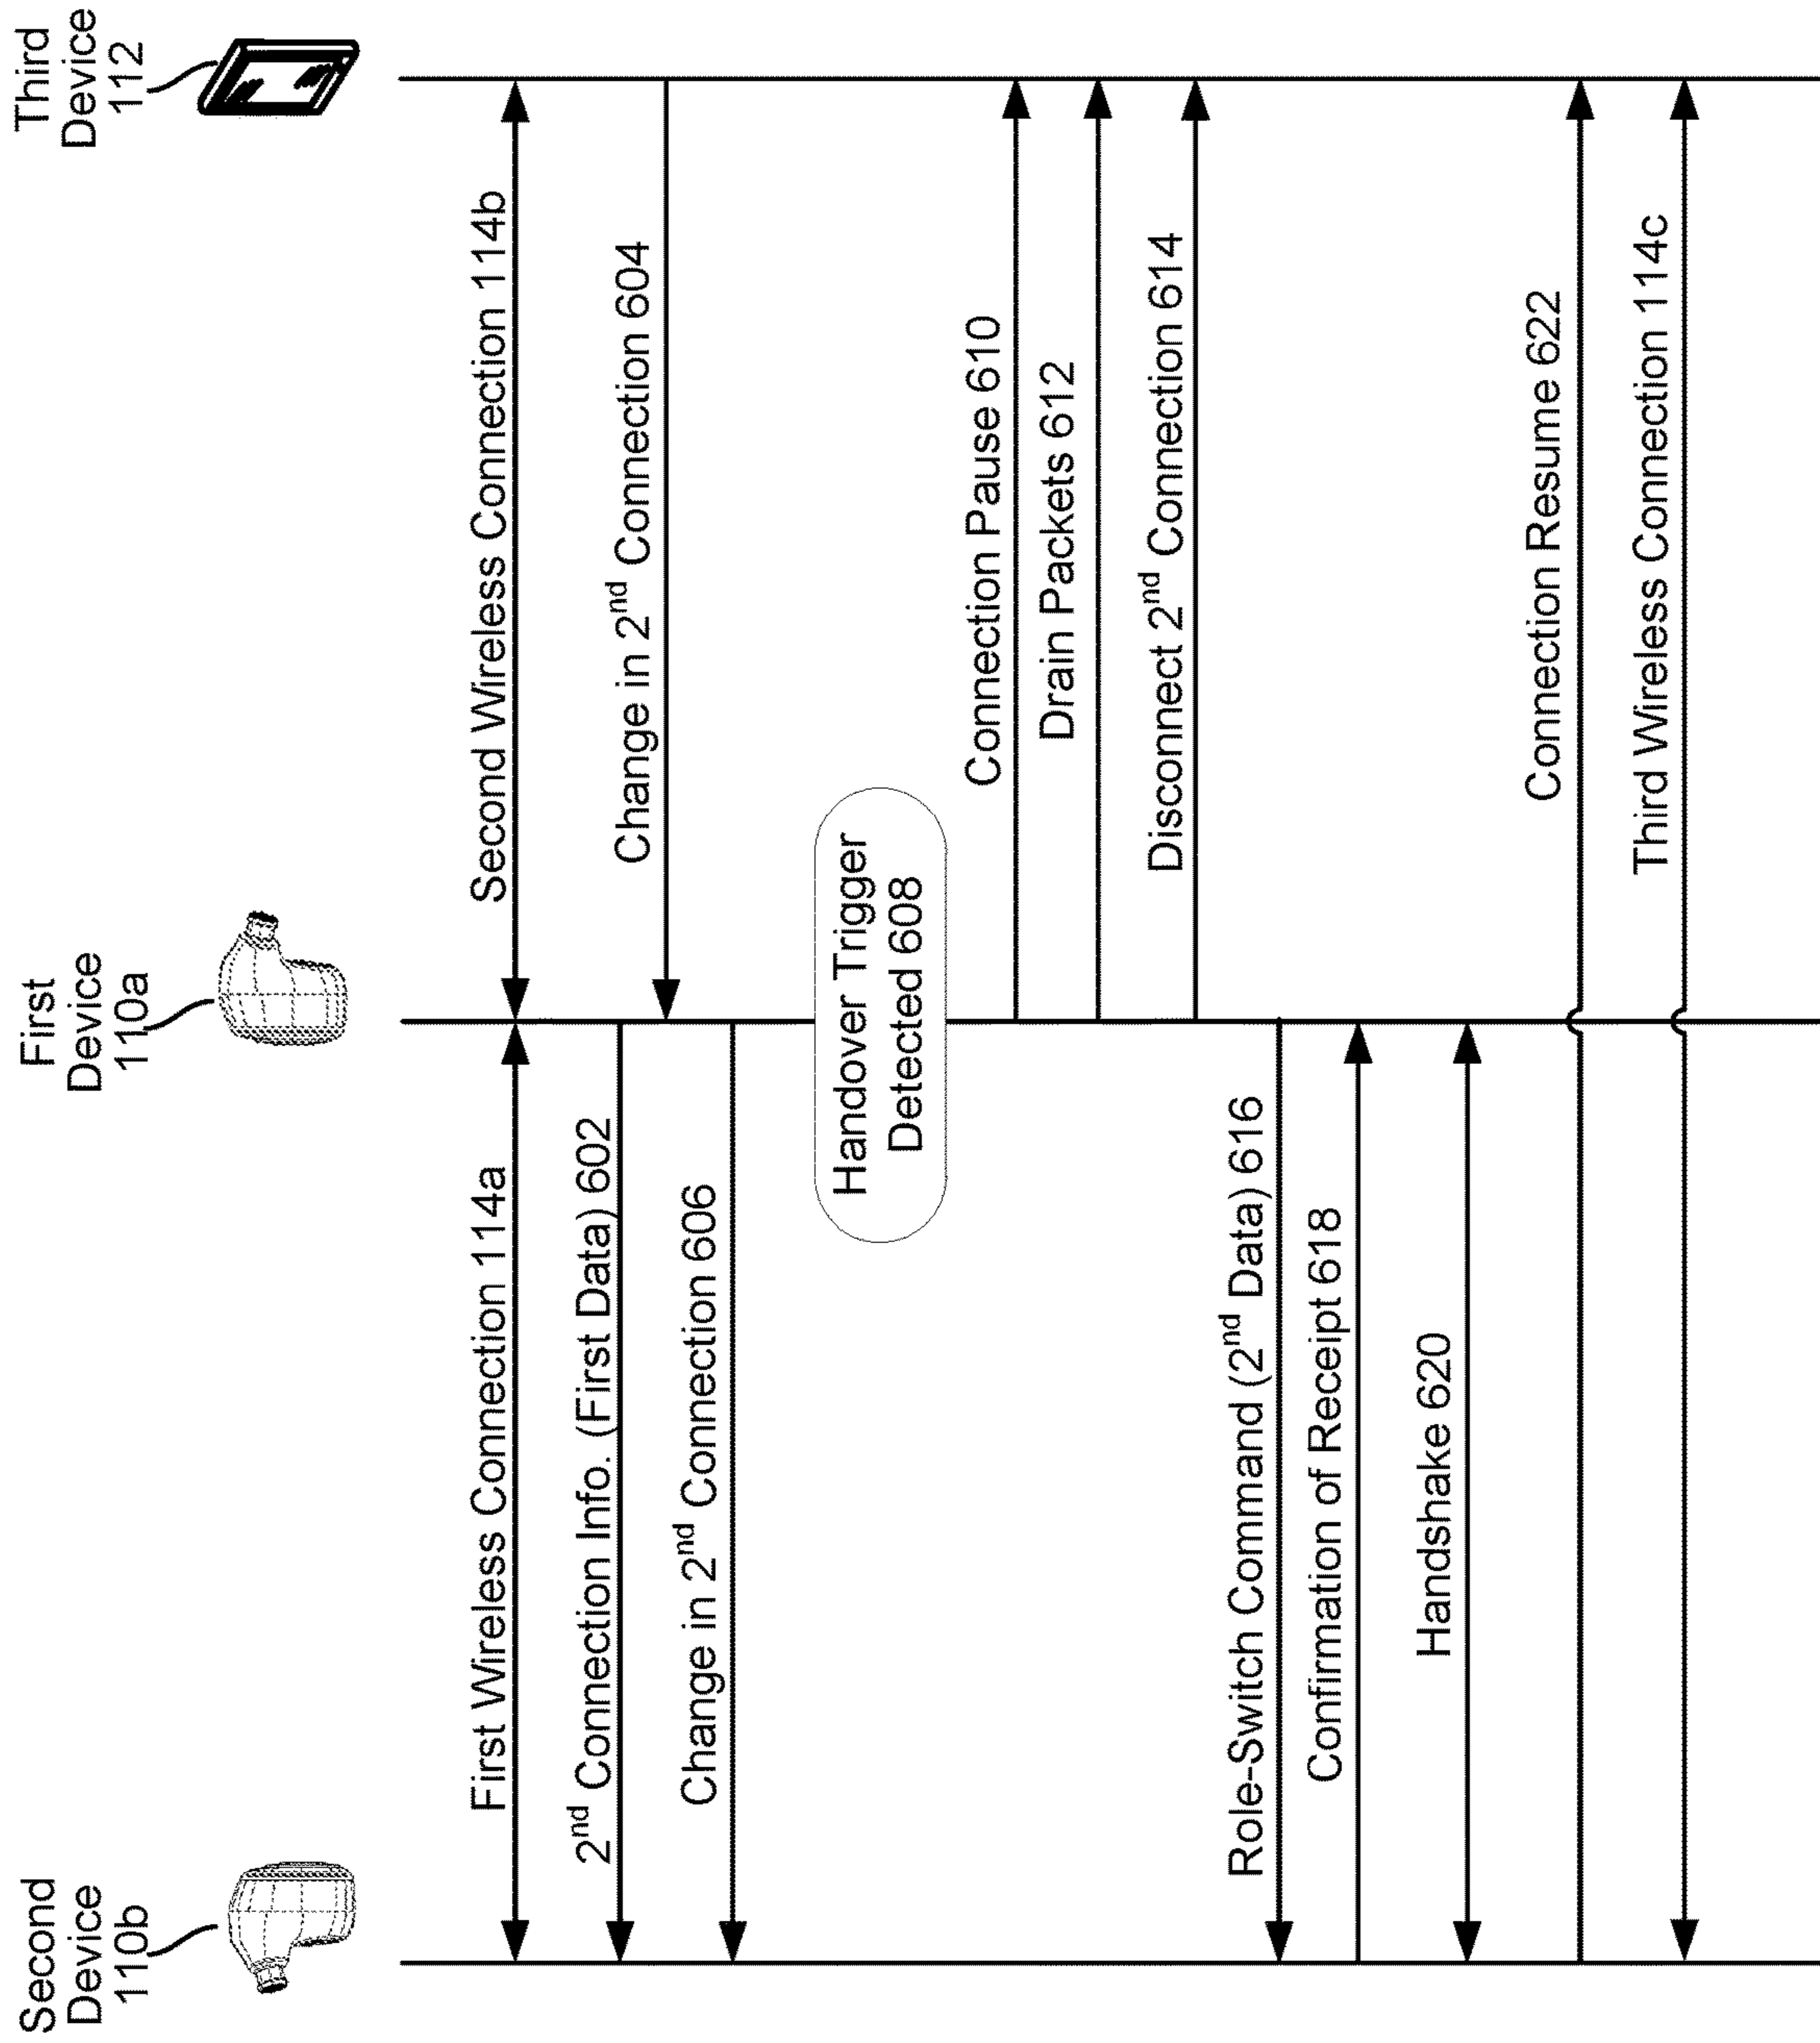 Second
Device
110b
First
Device
110a
Third
Device
112
First Wireless Connection 114a
Second Wireless Connection 114b
2nd Connection Info. (First Data) 602
Change in 2nd Connection 604
Change in 2nd Connection 606
Handover Trigger
Detected 608
Connection Pause 610
Drain Packets 612
Disconnect 2nd Connection 614
Role-Switch Command (2nd Data) 616
Confirmation of Receipt 618
Handshake 620
Connection Resume 622
Third Wireless Connection 114c